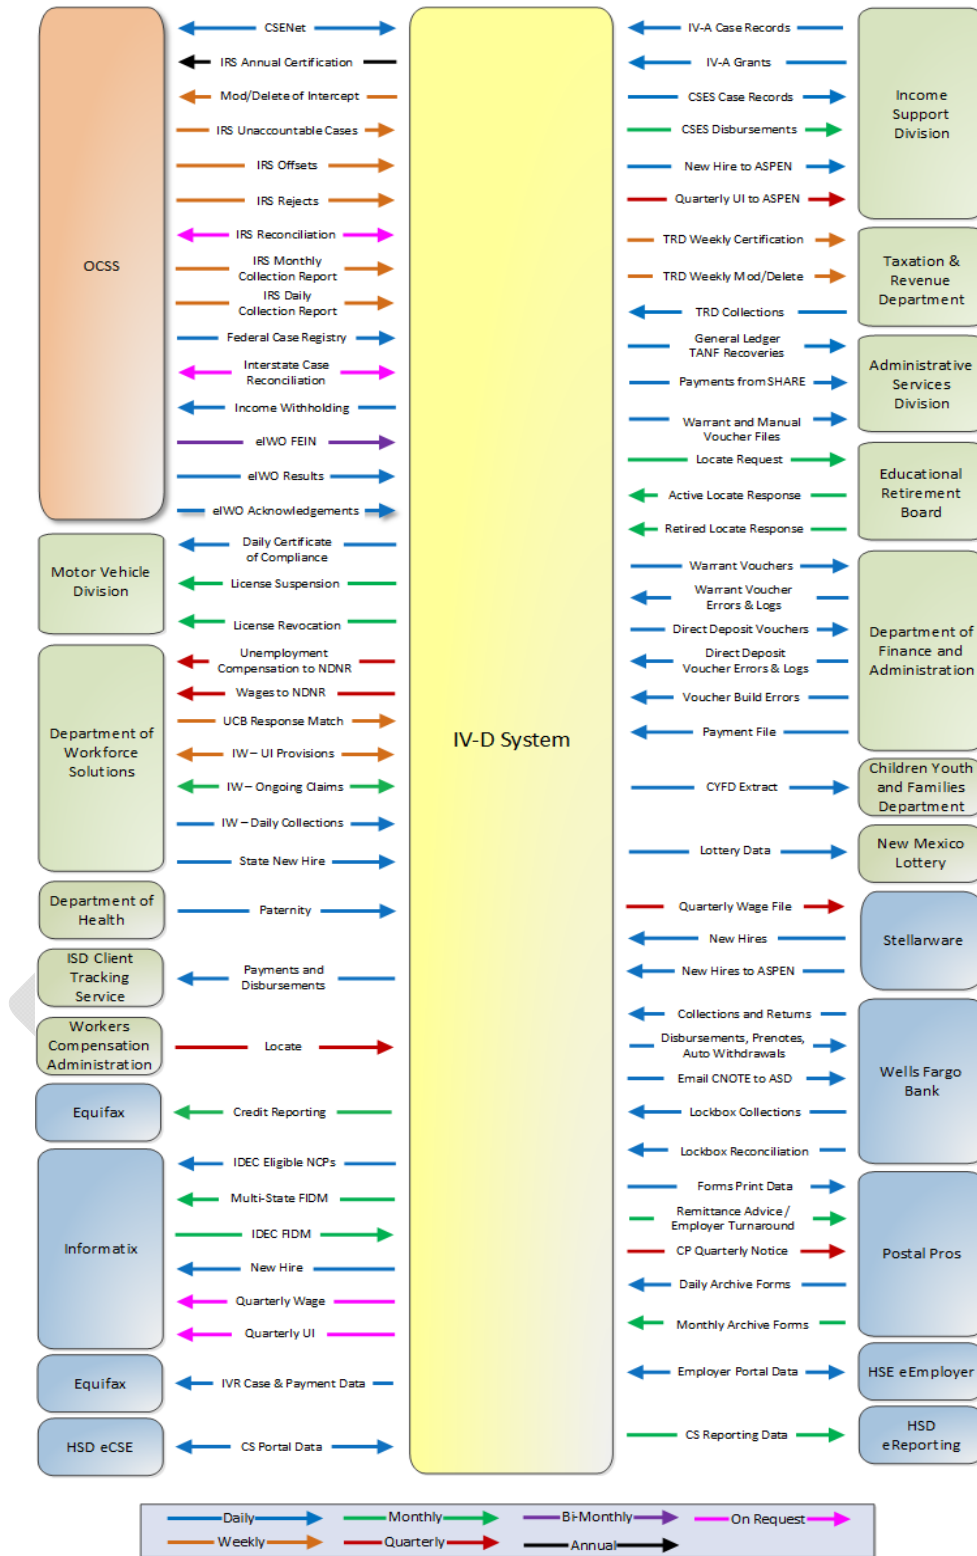 OCSS
CSENet
IRS Annual Certification
Mod/Delete of Intercept
IRS Unaccountable Cases
IRS Offsets
IRS Rejects
IRS Reconciliation
IRS Monthly
Collection Report
IRS Daily
Collection Report
Federal Case Registry
Interstate Case
Reconciliation
Income Withholding
eIWO FEIN
eIWO Results
eIWO Acknowledgements
Motor Vehicle
Division
Daily Certificate
of Compliance
License Suspension
License Revocation
Department of
Workforce
Solutions
Unemployment
Compensation to NDNR
Wages to NDNR
UCB Response Match
IW – UI Provisions
IW – Ongoing Claims
IW – Daily Collections
State New Hire
Department of
Health
Paternity
ISD Client
Tracking
Service
Payments and
Disbursements
Workers
Compensation
Administration
Locate
Equifax
Credit Reporting
Informatix
IDEC Eligible NCPs
Multi-State FIDM
IDEC FIDM
New Hire
Quarterly Wage
Quarterly UI
Equifax
IVR Case & Payment Data
HSD eCSE
CS Portal Data
IV-D System
IV-A Case Records
IV-A Grants
CSES Case Records
CSES Disbursements
New Hire to ASPEN
Quarterly UI to ASPEN
Income
Support
Division
TRD Weekly Certification
TRD Weekly Mod/Delete
TRD Collections
Taxation &
Revenue
Department
General Ledger
TANF Recoveries
Payments from SHARE
Warrant and Manual
Voucher Files
Administrative
Services
Division
Locate Request
Active Locate Response
Retired Locate Response
Educational
Retirement
Board
Warrant Vouchers
Warrant Voucher
Errors & Logs
Direct Deposit Vouchers
Direct Deposit
Voucher Errors & Logs
Voucher Build Errors
Payment File
Department of
Finance and
Administration
CYFD Extract
Children Youth
and Families
Department
Lottery Data
New Mexico
Lottery
Quarterly Wage File
New Hires
New Hires to ASPEN
Stellarware
Collections and Returns
Disbursements, Prenotes,
Auto Withdrawals
Email CNOTE to ASD
Lockbox Collections
Lockbox Reconciliation
Wells Fargo
Bank
Forms Print Data
Remittance Advice /
Employer Turnaround
CP Quarterly Notice
Daily Archive Forms
Monthly Archive Forms
Postal Pros
Employer Portal Data
HSE eEmployer
CS Reporting Data
HSD
eReporting
Daily
Monthly
Bi-Monthly
On Request
Weekly
Quarterly
Annual